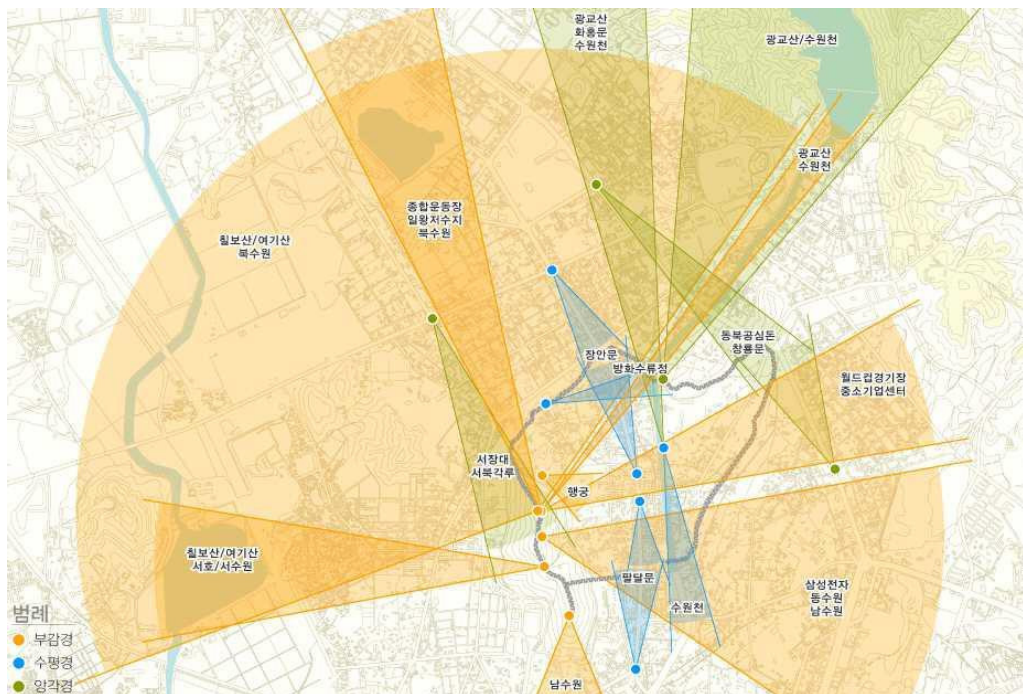 광교산
화홍문
수원천
광교산/수원천
광교산
수원천
종합운동장
일왕저수지
북수원
칠보산/여기산
북수원
동북공심돈
창룡문
장안문
방화수류정
월드컵경기장
중소기업센터
서장대
서북각루
행궁
칠보산/여기산
서호/서수원
팔달문
수원천
삼성전자
동수원
남수원
남수원
범례
부감경
수평경
앙각경